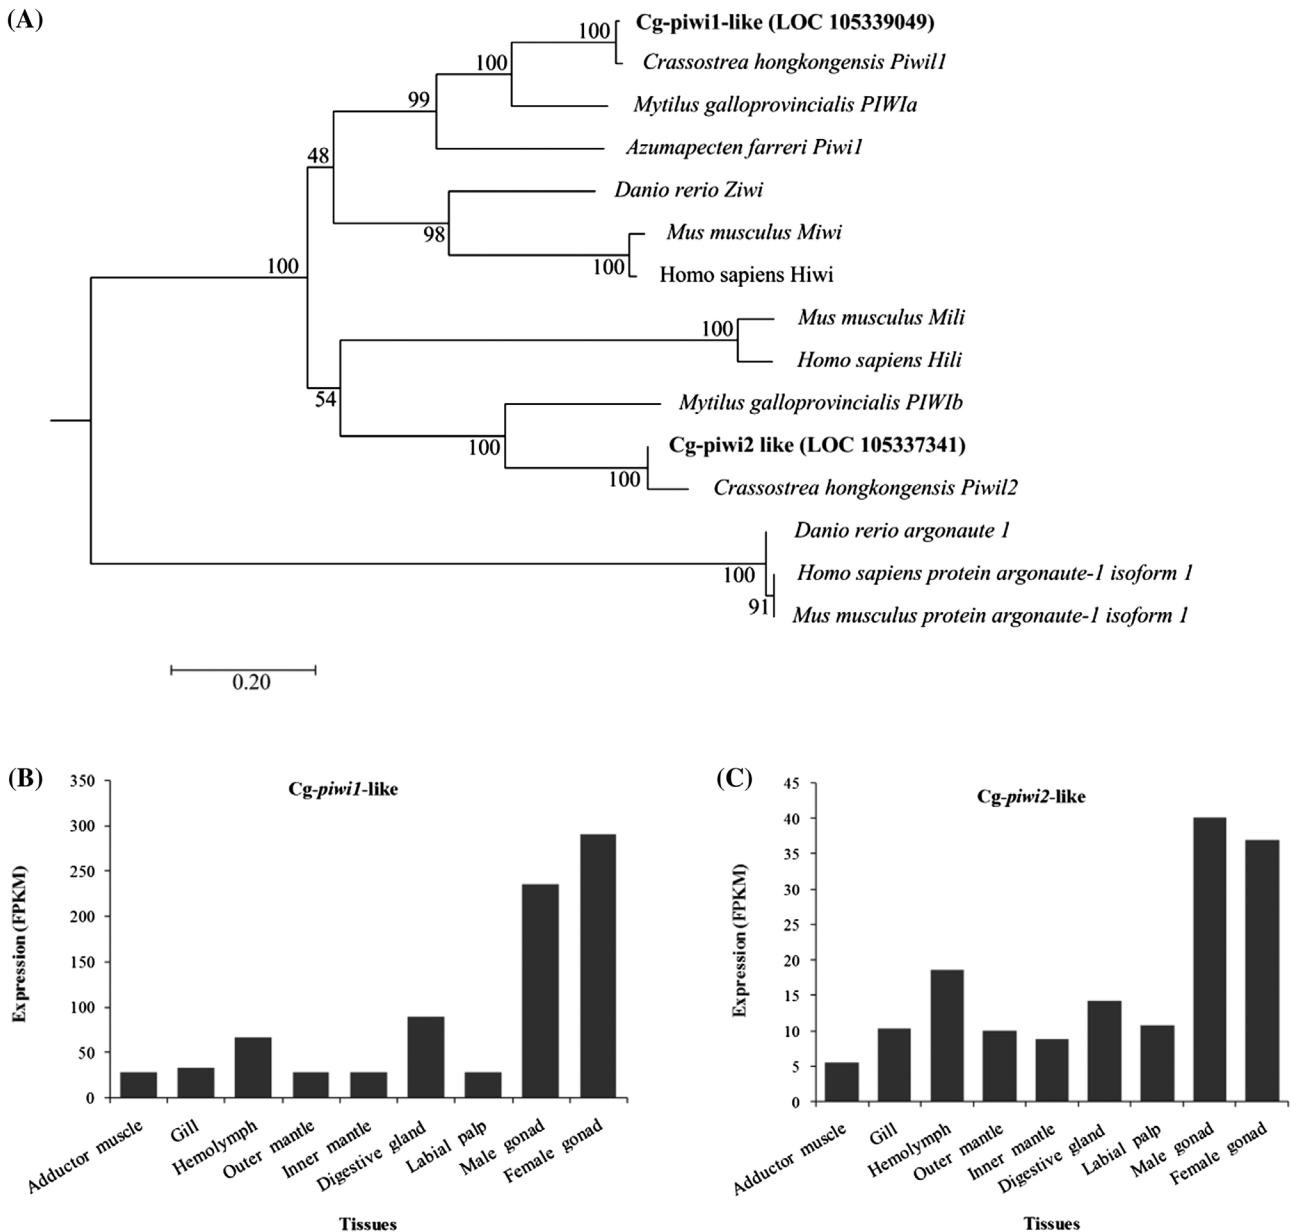 (A)
100
Cg-piwi1-like (LOC 105339049)
Crassostrea hongkongensis Piwil1
100
Mytilus galloprovincialis PIWIa
99
Azumapecten farreri Piwi1
48
Danio rerio Ziwi
98
Mus musculus Miwi
100
Homo sapiens Hiwi
100
Mus musculus Mili
100
Homo sapiens Hili
54
Mytilus galloprovincialis PIWIb
100
Cg-piwi2 like (LOC 105337341)
100
Crassostrea hongkongensis Piwil2
Danio rerio argonaute 1
100
Homo sapiens protein argonaute-1 isoform 1
91
Mus musculus protein argonaute-1 isoform 1
0.20
(B)
Cg-piwi1-like
Expression (FPKM)
350
300
250
200
150
100
50
0
Adductor muscle
Gill
Hemolymph
Outer mantle
Inner mantle
Digestive gland
Labial palp
Male gonad
Female gonad
Tissues
(C)
Cg-piwi2-like
Expression (FPKM)
45
40
35
30
25
20
15
10
5
0
Adductor muscle
Gill
Hemolymph
Outer mantle
Inner mantle
Digestive gland
Labial palp
Male gonad
Female gonad
Tissues